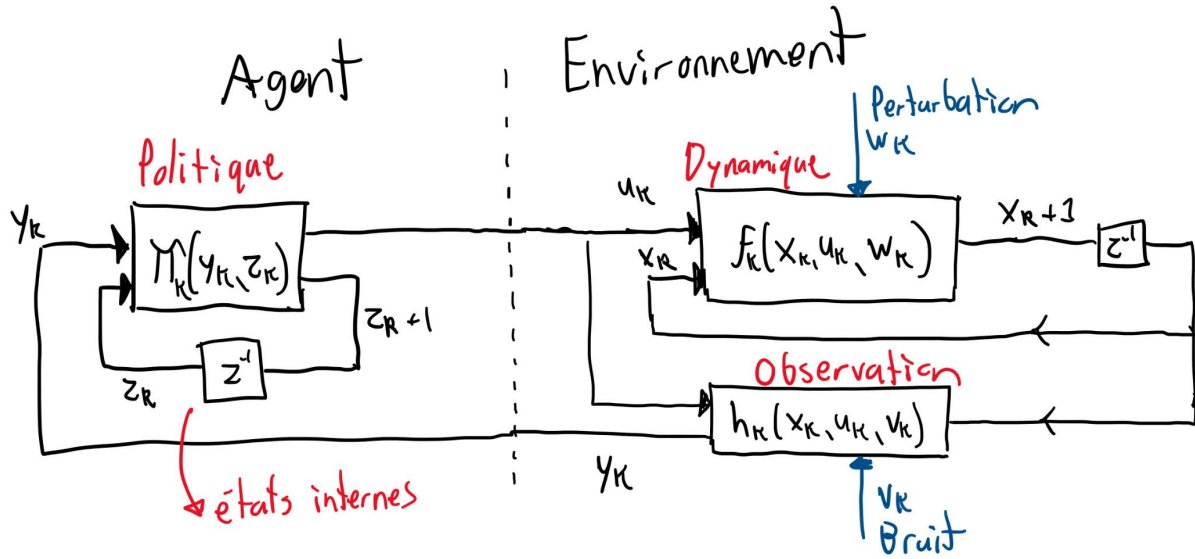 Agent
Environnement
Perturbation
wₖ
Politique
Dynamique
yₖ
uₖ
xₖ₊₁
z⁻¹
xₖ
fₖ(xₖ, uₖ, wₖ)
(yₖ, zₖ)
zₖ₊₁
z⁻¹
zₖ
Observation
hₖ(xₖ, uₖ, vₖ)
yₖ
états internes
vₖ
Bruit